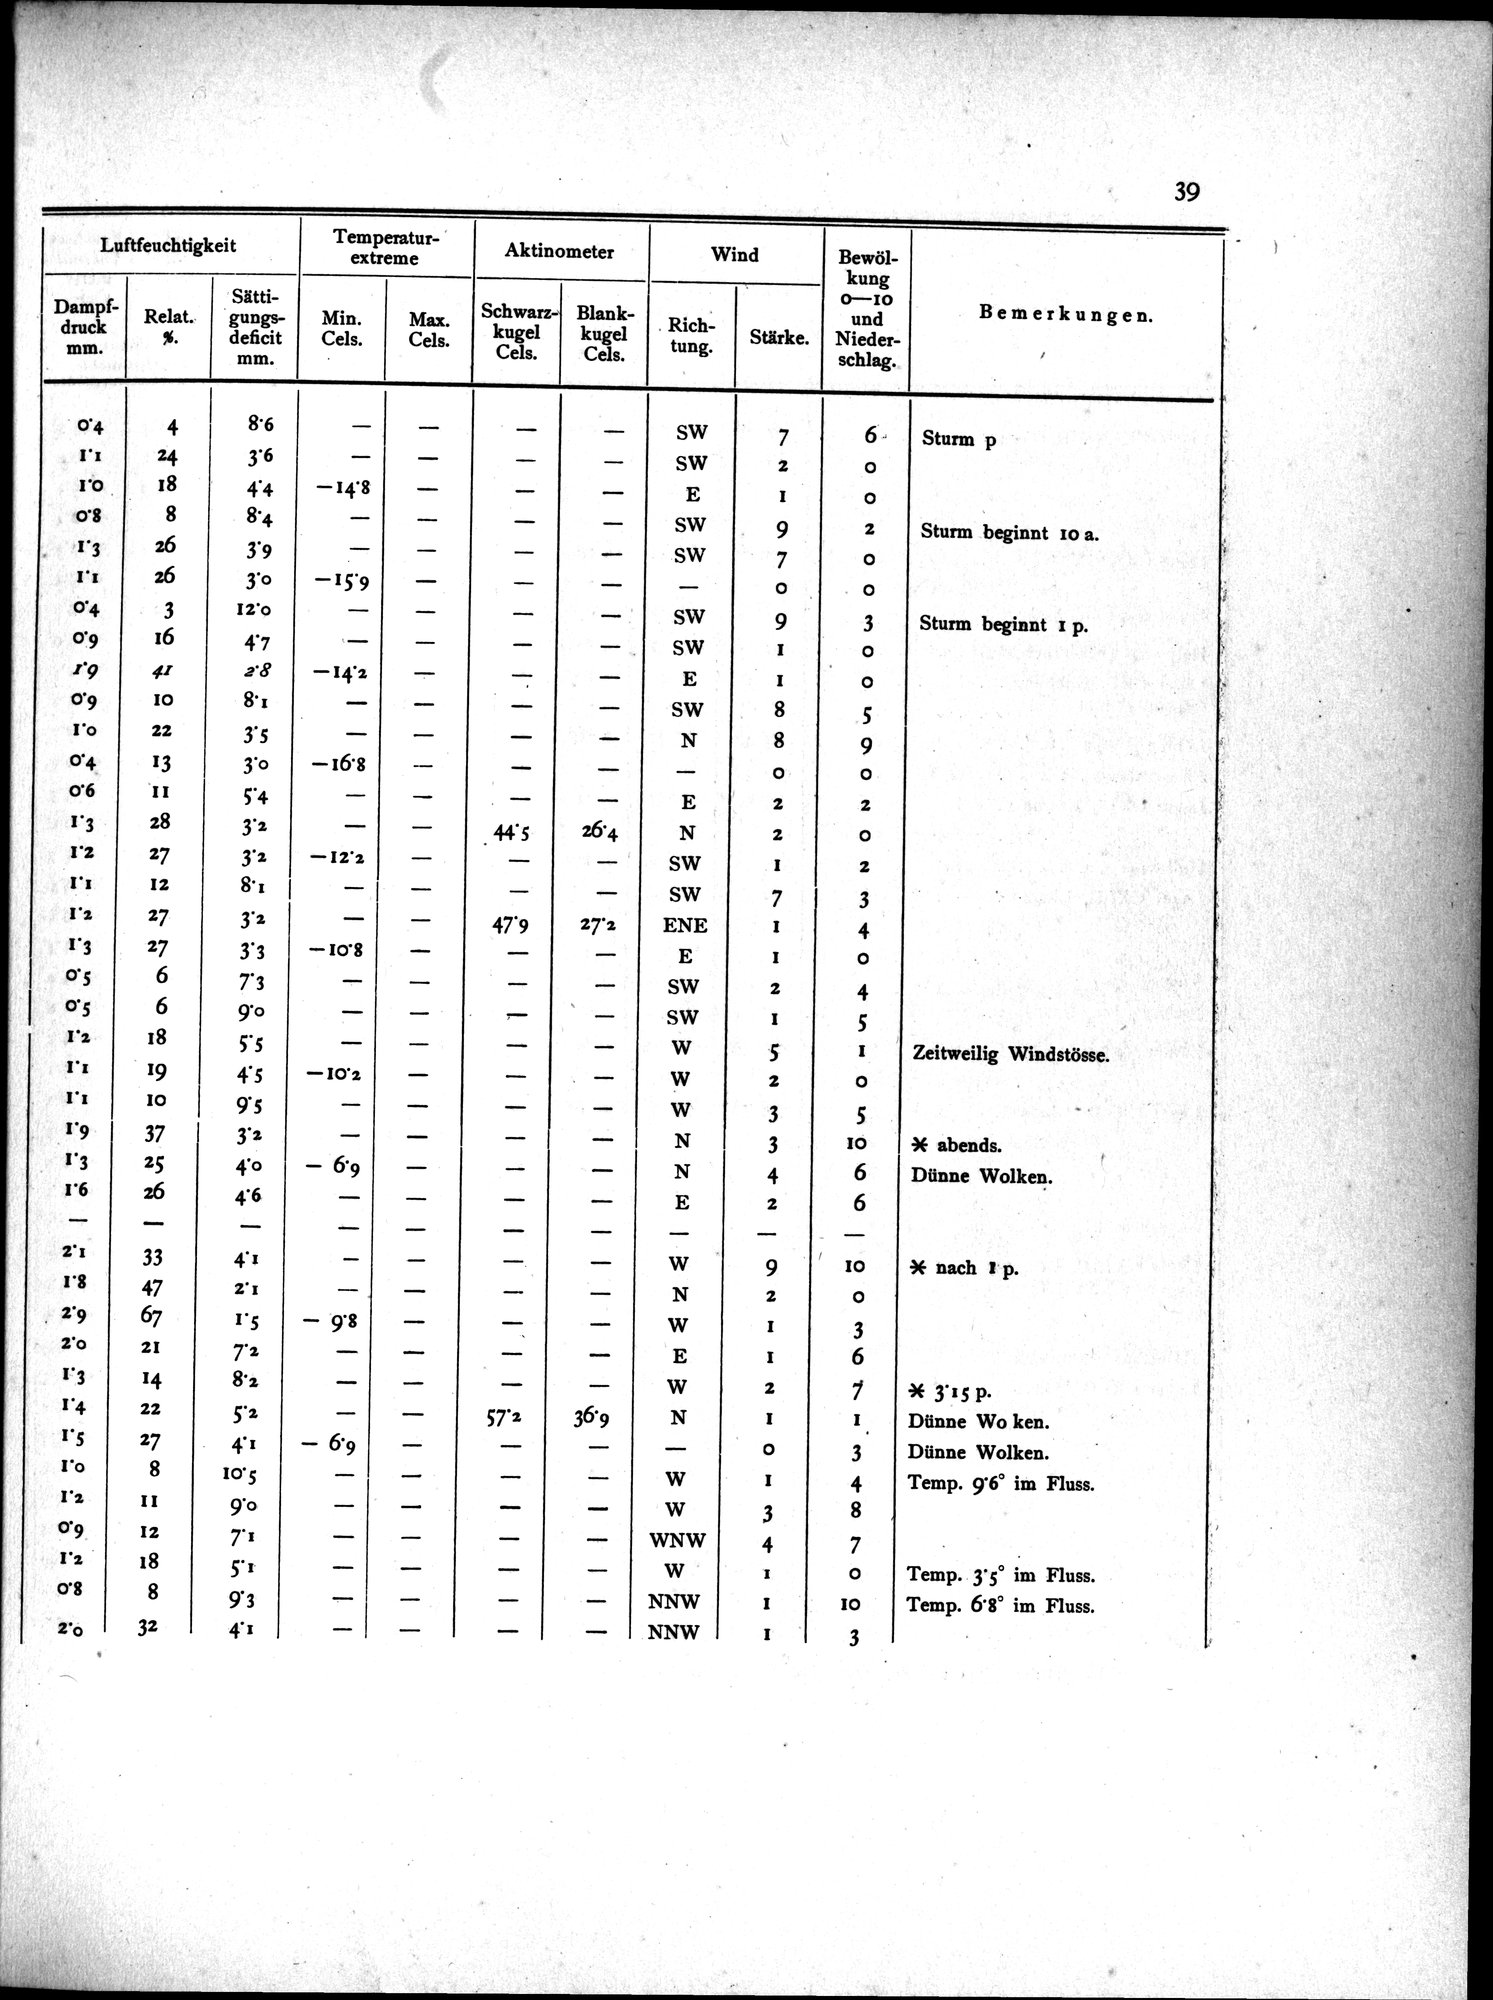 39
Luftfeuchtigkeit | Temperatur-extreme | Aktinometer | Wind | Bewöl-kung 0—10 und Nieder-schlag. | Bemerkungen.
Dampf-druck mm. | Relat. %. | Sätti-gungs-deficit mm. | Min. Cels. | Max. Cels. | Schwarz-kugel Cels. | Blank-kugel Cels. | Rich-tung. | Stärke.
0·4 4 8·6 — — — — SW 7 6 Sturm p
1·1 24 3·6 — — — — SW 2 0
1·0 18 4·4 —14·8 — — — E 1 0
0·8 8 8·4 — — — — SW 9 2 Sturm beginnt 10 a.
1·3 26 3·9 — — — — SW 7 0
1·1 26 3·0 —15·9 — — — — 0 0
0·4 3 12·0 — — — — SW 9 3 Sturm beginnt 1 p.
0·9 16 4·7 — — — — SW 1 0
1·9 41 2·8 —14·2 — — — E 1 0
0·9 10 8·1 — — — — SW 8 5
1·0 22 3·5 — — — — N 8 9
0·4 13 3·0 —16·8 — — — — 0 0
0·6 11 5·4 — — — — E 2 2
1·3 28 3·2 — — 44·5 26·4 N 2 0
1·2 27 3·2 —12·2 — — — SW 1 2
1·1 12 8·1 — — — — SW 7 3
1·2 27 3·2 — — 47·9 27·2 ENE 1 4
1·3 27 3·3 —10·8 — — — E 1 0
0·5 6 7·3 — — — — SW 2 4
0·5 6 9·0 — — — — SW 1 5
1·2 18 5·5 — — — — W 5 1 Zeitweilig Windstösse.
1·1 19 4·5 —10·2 — — — W 2 0
1·1 10 9·5 — — — — W 3 5
1·9 37 3·2 — — — — N 3 10 ✶ abends.
1·3 25 4·0 — 6·9 — — — N 4 6 Dünne Wolken.
1·6 26 4·6 — — — — E 2 6
— — — — — — — — — —
2·1 33 4·1 — — — — W 9 10 ✶ nach 1 p.
1·8 47 2·1 — — — — N 2 0
2·9 67 1·5 — 9·8 — — — W 1 3
2·0 21 7·2 — — — — E 1 6
1·3 14 8·2 — — — — W 2 7 ✶ 3·15 p.
1·4 22 5·2 — — 57·2 36·9 N 1 1 Dünne Wo ken.
1·5 27 4·1 — 6·9 — — — — 0 3 Dünne Wolken.
1·0 8 10·5 — — — — W 1 4 Temp. 9·6° im Fluss.
1·2 11 9·0 — — — — W 3 8
0·9 12 7·1 — — — — WNW 4 7
1·2 18 5·1 — — — — W 1 0 Temp. 3·5° im Fluss.
0·8 8 9·3 — — — — NNW 1 10 Temp. 6·8° im Fluss.
2·0 32 4·1 — — — — NNW 1 3